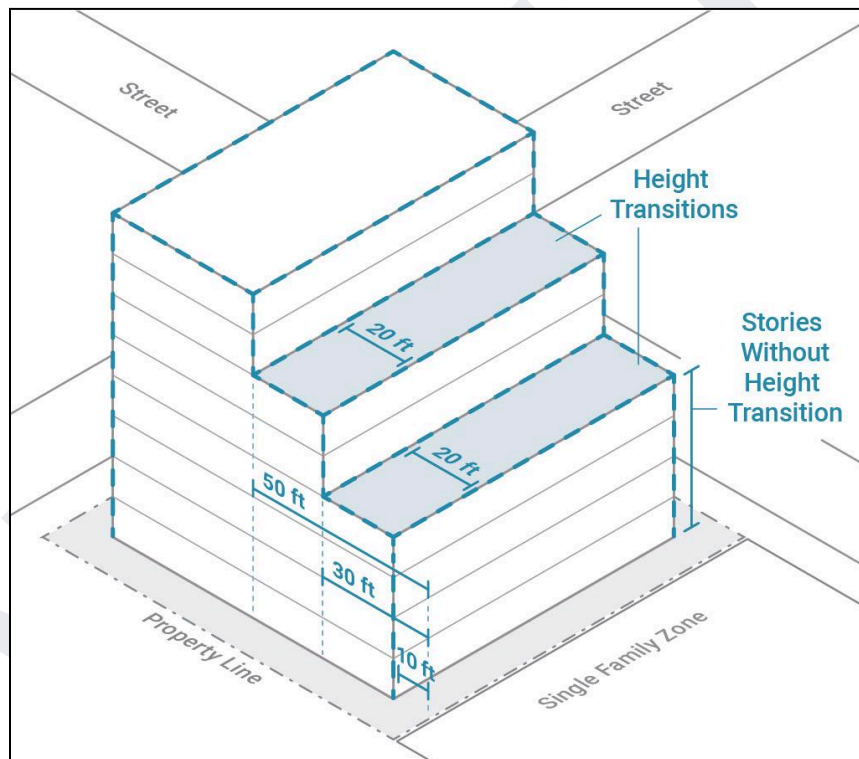 Street
Street
Height
Transitions
Stories
Without
Height
Transition
20 ft
20 ft
50 ft
30 ft
10 ft
Property Line
Single Family Zone